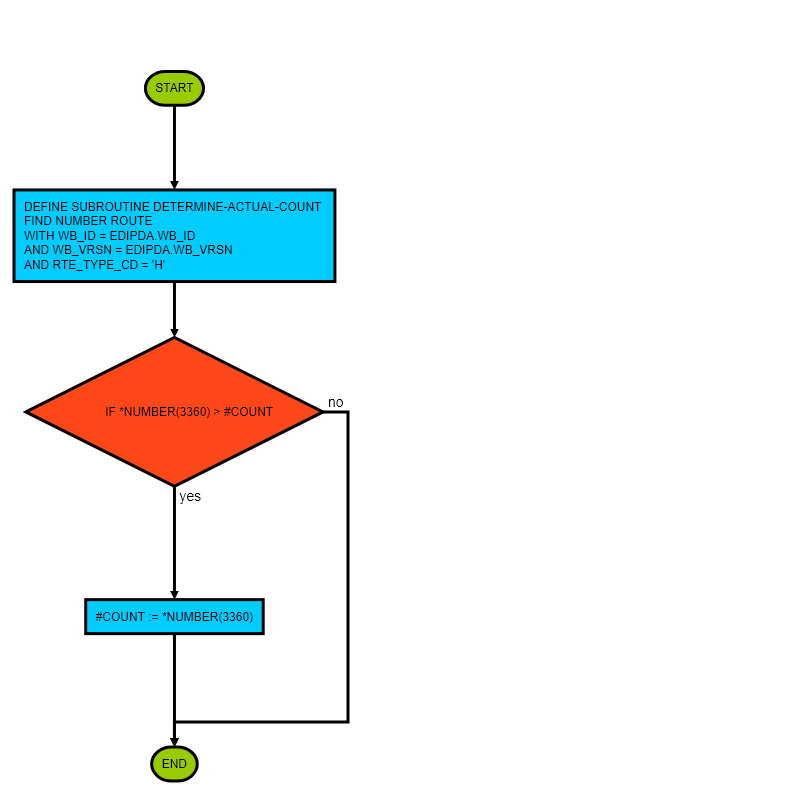 START
DEFINE SUBROUTINE DETERMINE-ACTUAL-COUNT
FIND NUMBER ROUTE
WITH WB_ID = EDIPDA.WB_ID
AND WB_VRSN = EDIPDA.WB_VRSN
AND RTE_TYPE_CD = 'H'
IF *NUMBER(3360) > #COUNT
no
yes
#COUNT := *NUMBER(3360)
END